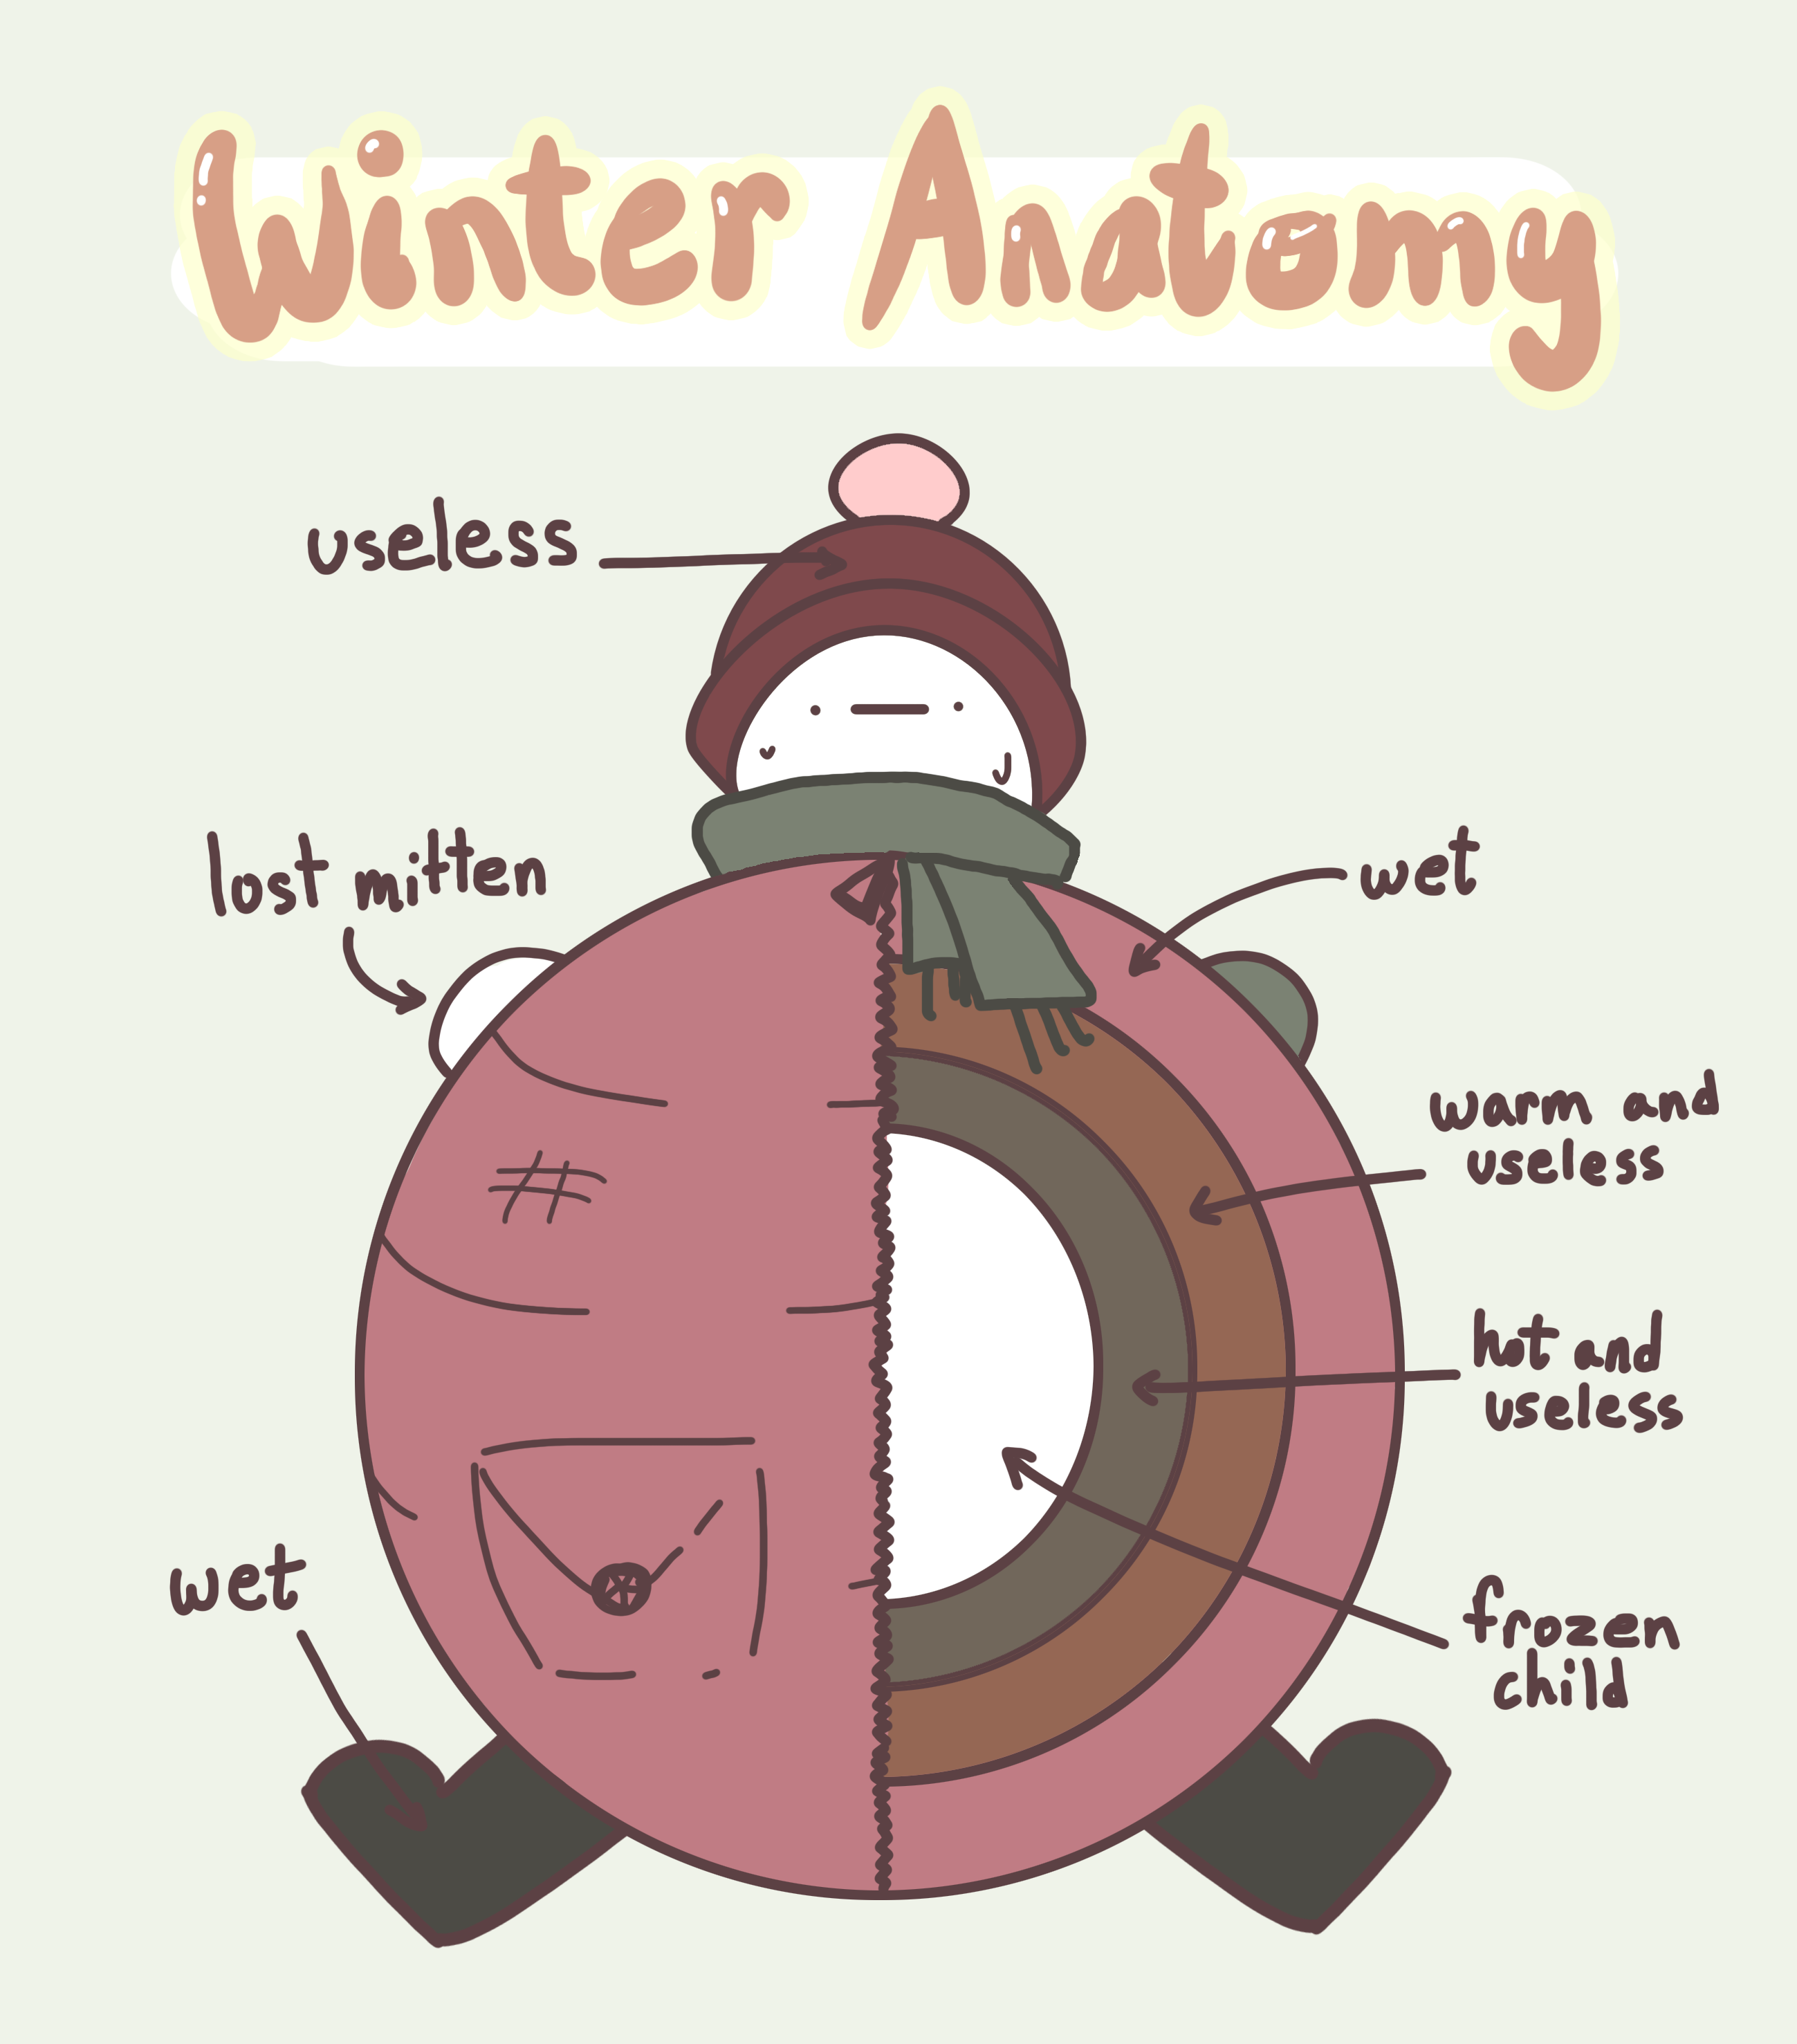 Winter Anatomy
useless
lost mitten
wet
warm and
useless
hot and
useless
wet
frozen
child